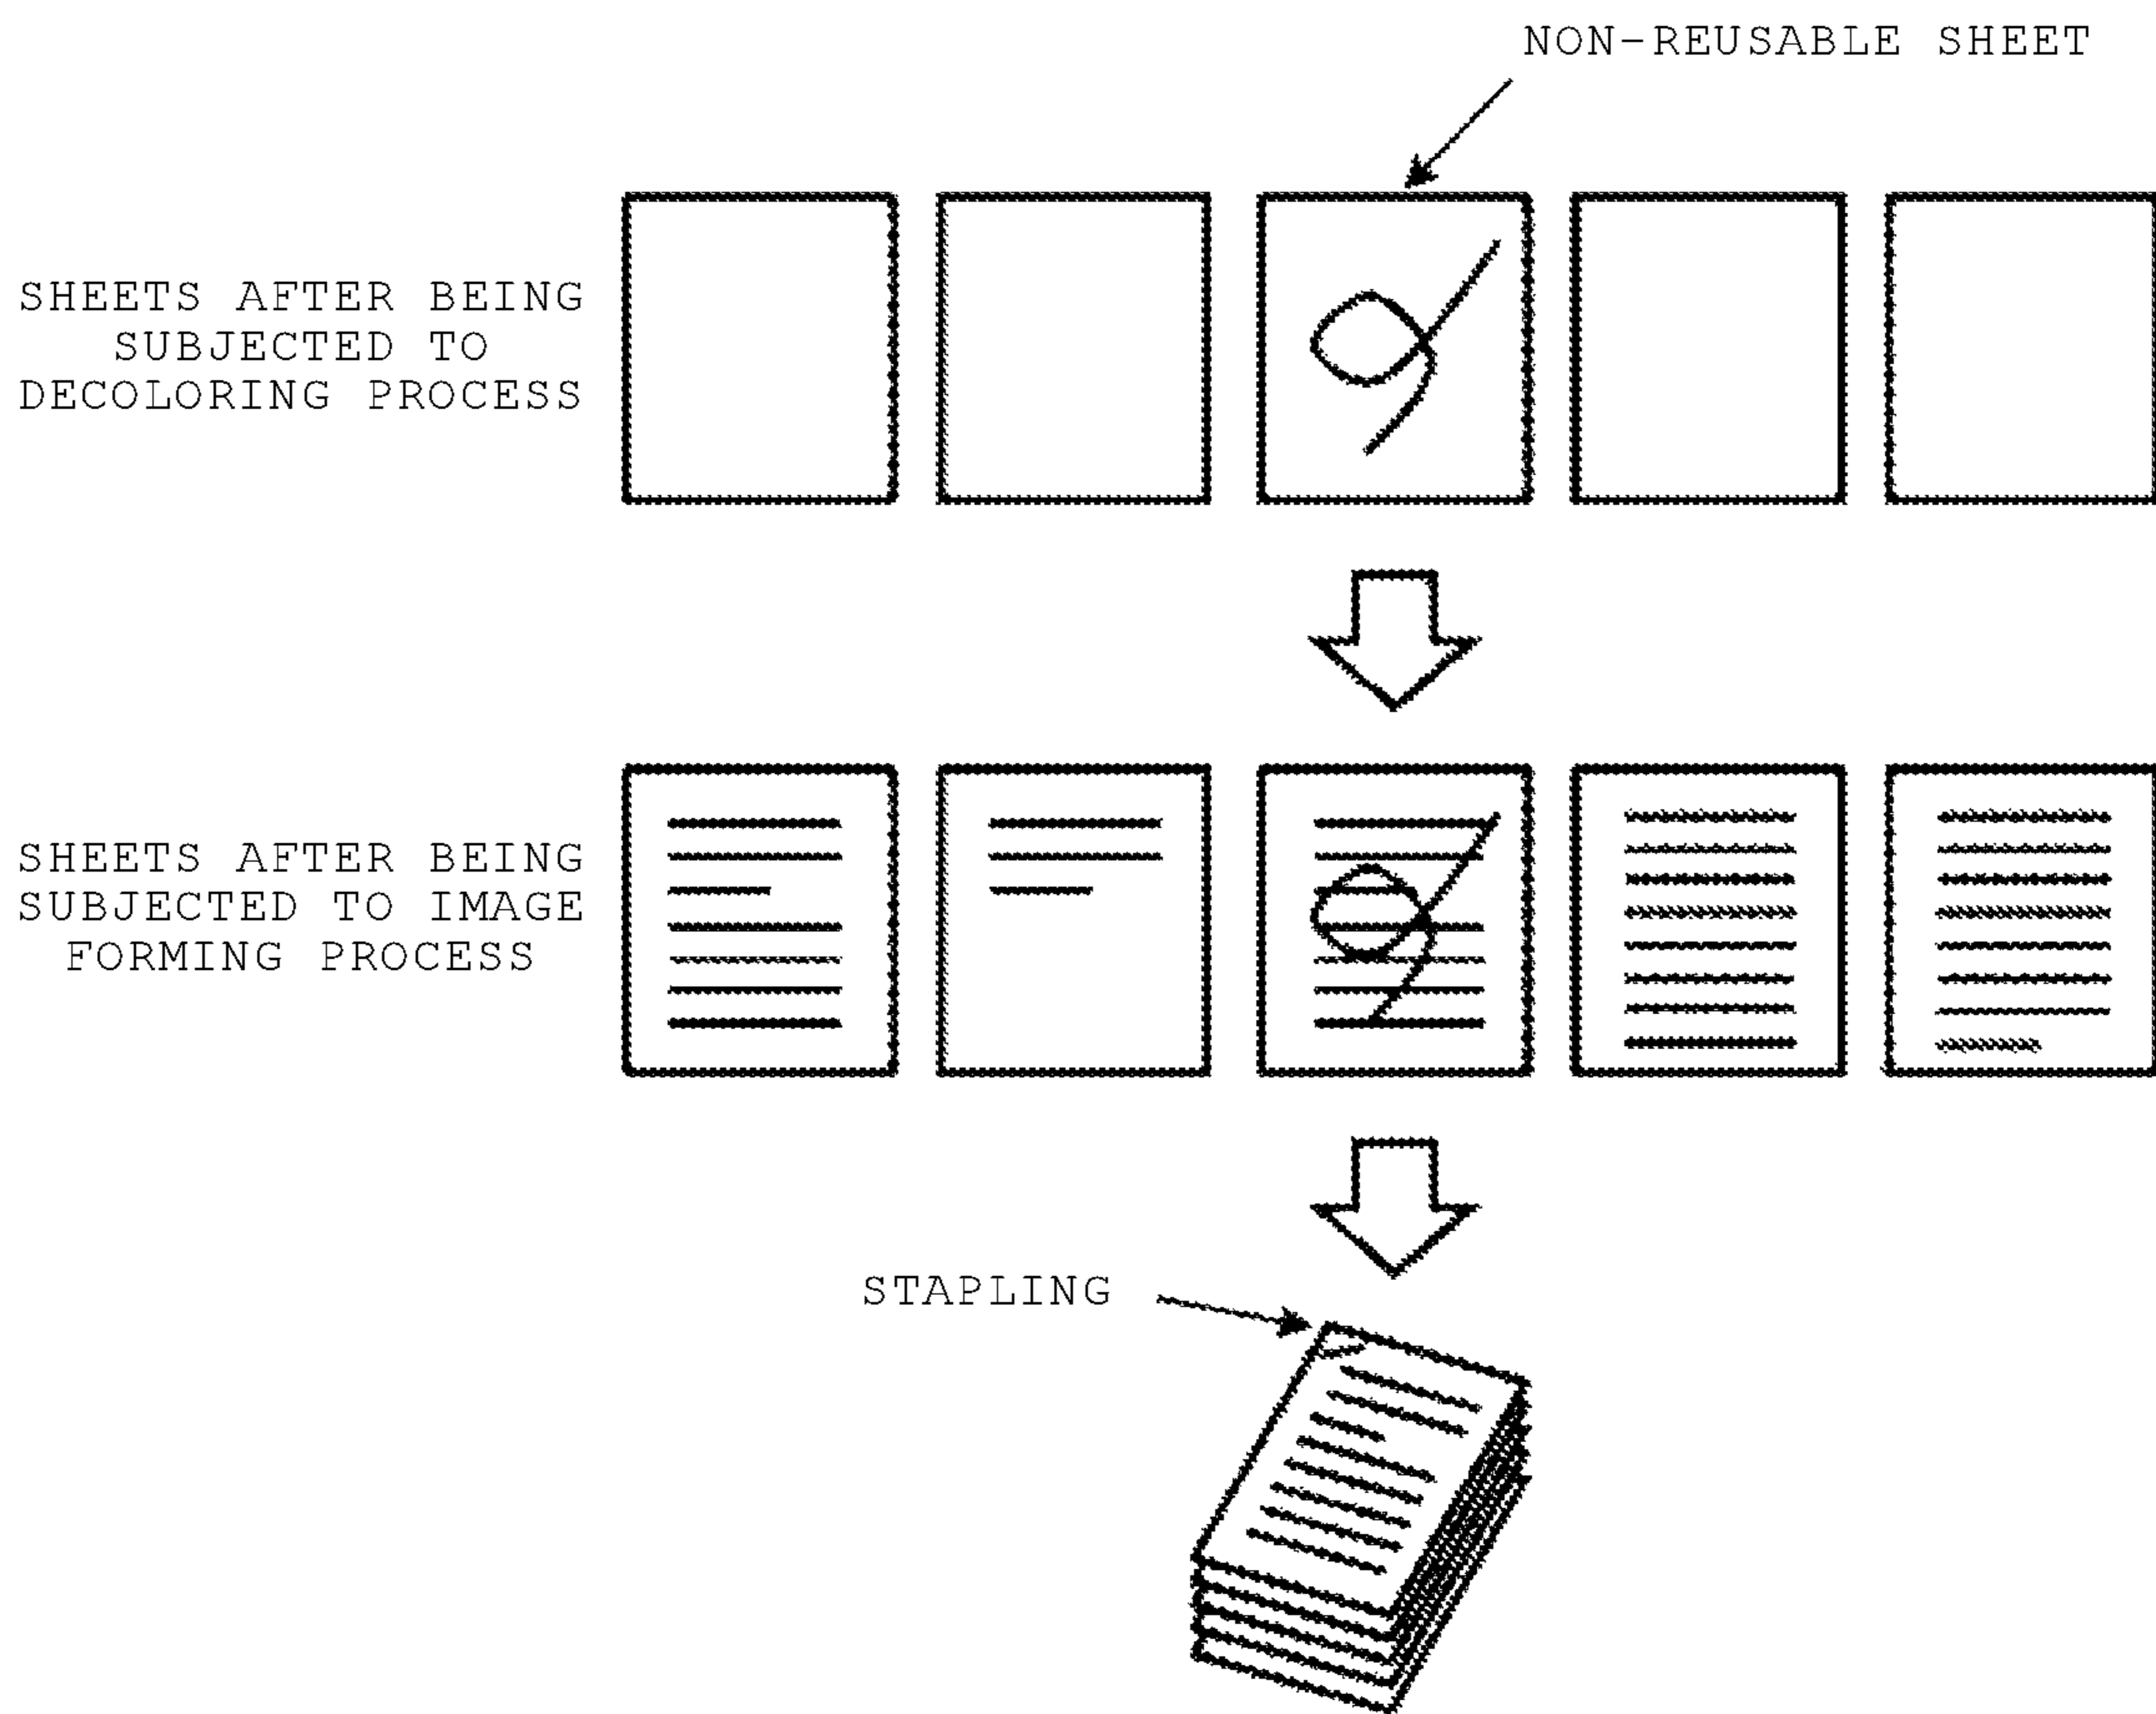 NON-REUSABLE SHEET
SHEETS AFTER BEING
SUBJECTED TO
DECOLORING PROCESS
SHEETS AFTER BEING
SUBJECTED TO IMAGE
FORMING PROCESS
STAPLING